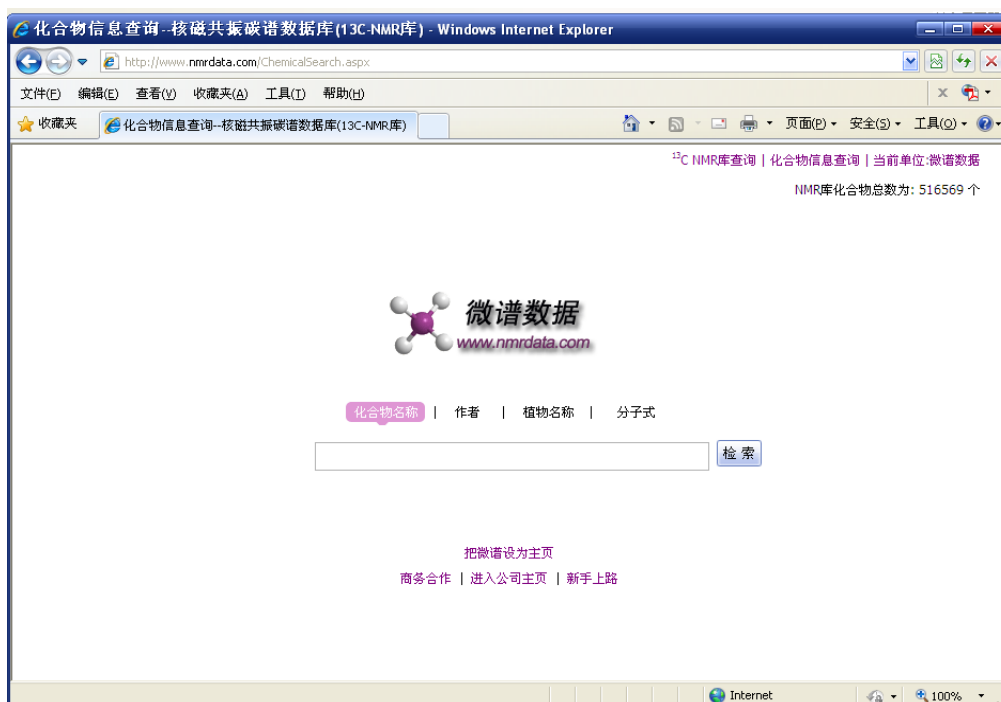 化合物信息查询--核磁共振碳谱数据库(13C-NMR库) - Windows Internet Explorer
http://www.nmrdata.com/ChemicalSearch.aspx
文件(F) 编辑(E) 查看(V) 收藏夹(A) 工具(T) 帮助(H)
收藏夹 化合物信息查询--核磁共振碳谱数据库(13C-NMR库) 页面(P) 安全(S) 工具(O)
13C NMR库查询 | 化合物信息查询 | 当前单位:微谱数据
NMR库化合物总数为: 516569 个
微谱数据
www.nmrdata.com
化合物名称 | 作者 | 植物名称 | 分子式
检 索
把微谱设为主页
商务合作 | 进入公司主页 | 新手上路
Internet 100%